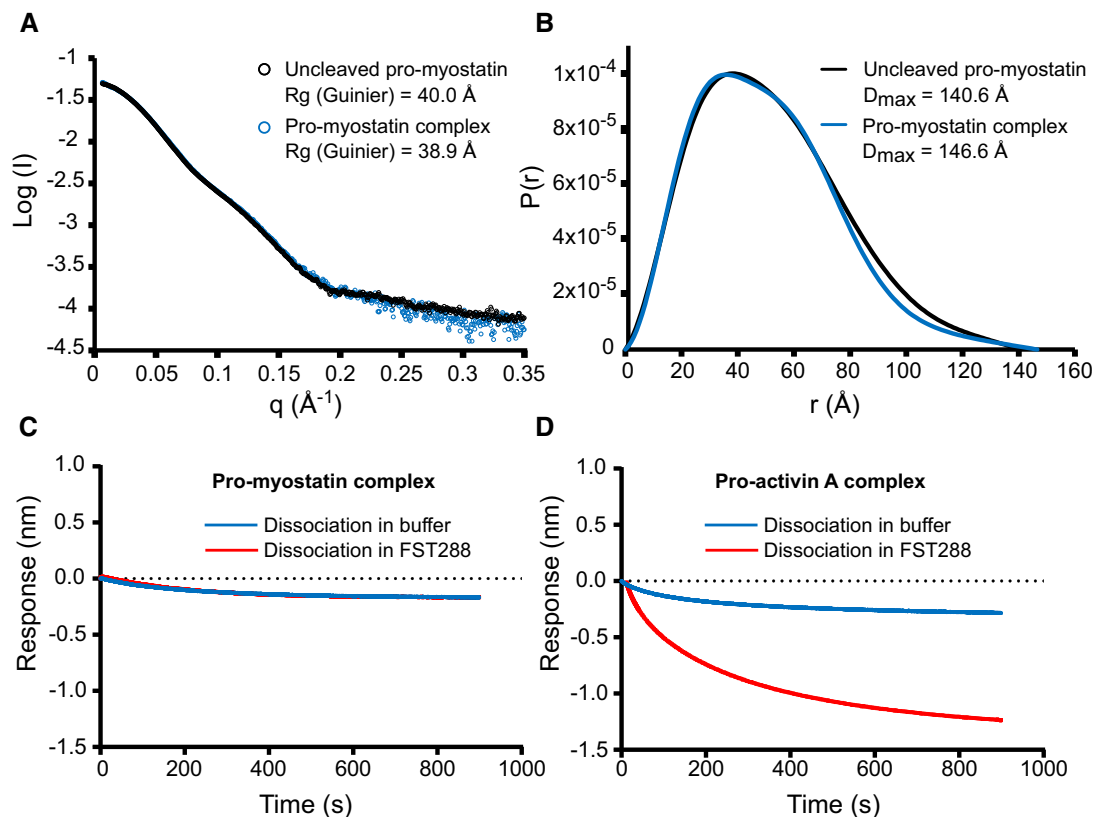 A
Log (I)
-1
-1.5
-2
-2.5
-3
-3.5
-4
-4.5
0
0.05
0.1
0.15
0.2
0.25
0.3
0.35
q (Å⁻¹)
Uncleaved pro-myostatin
Rg (Guinier) = 40.0 Å
Pro-myostatin complex
Rg (Guinier) = 38.9 Å
B
P(r)
1x10⁻⁴
8x10⁻⁵
6x10⁻⁵
4x10⁻⁵
2x10⁻⁵
0
0
20
40
60
80
100
120
140
160
r (Å)
Uncleaved pro-myostatin
Dmax = 140.6 Å
Pro-myostatin complex
Dmax = 146.6 Å
C
Pro-myostatin complex
Dissociation in buffer
Dissociation in FST288
Response (nm)
1.0
0.5
0.0
-0.5
-1.0
-1.5
0
200
400
600
800
1000
Time (s)
D
Pro-activin A complex
Dissociation in buffer
Dissociation in FST288
Response (nm)
1.0
0.5
0.0
-0.5
-1.0
-1.5
0
200
400
600
800
1000
Time (s)